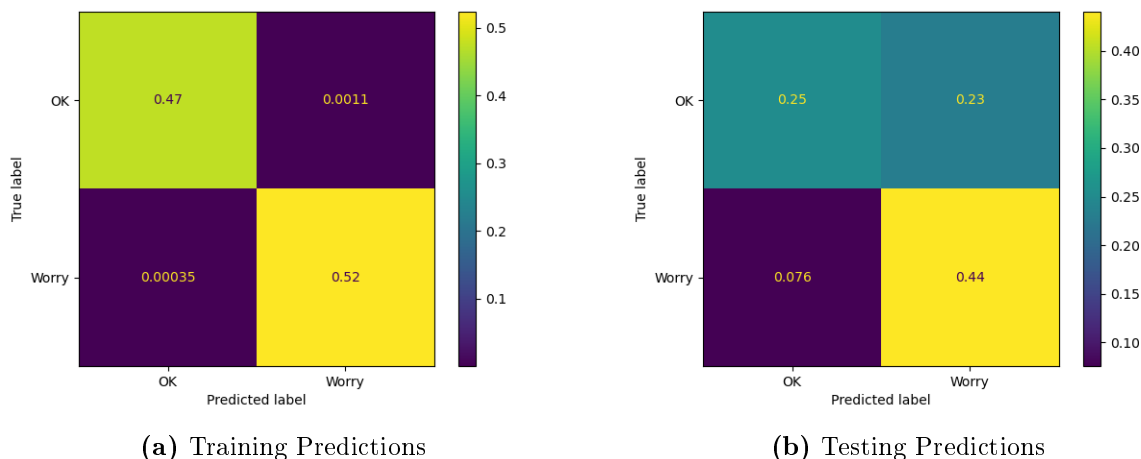 OK
0.47
0.0011
Worry
0.00035
0.52
True label
OK
Worry
Predicted label
0.5
0.4
0.3
0.2
0.1
(a) Training Predictions
OK
0.25
0.23
Worry
0.076
0.44
True label
OK
Worry
Predicted label
0.40
0.35
0.30
0.25
0.20
0.15
0.10
(b) Testing Predictions